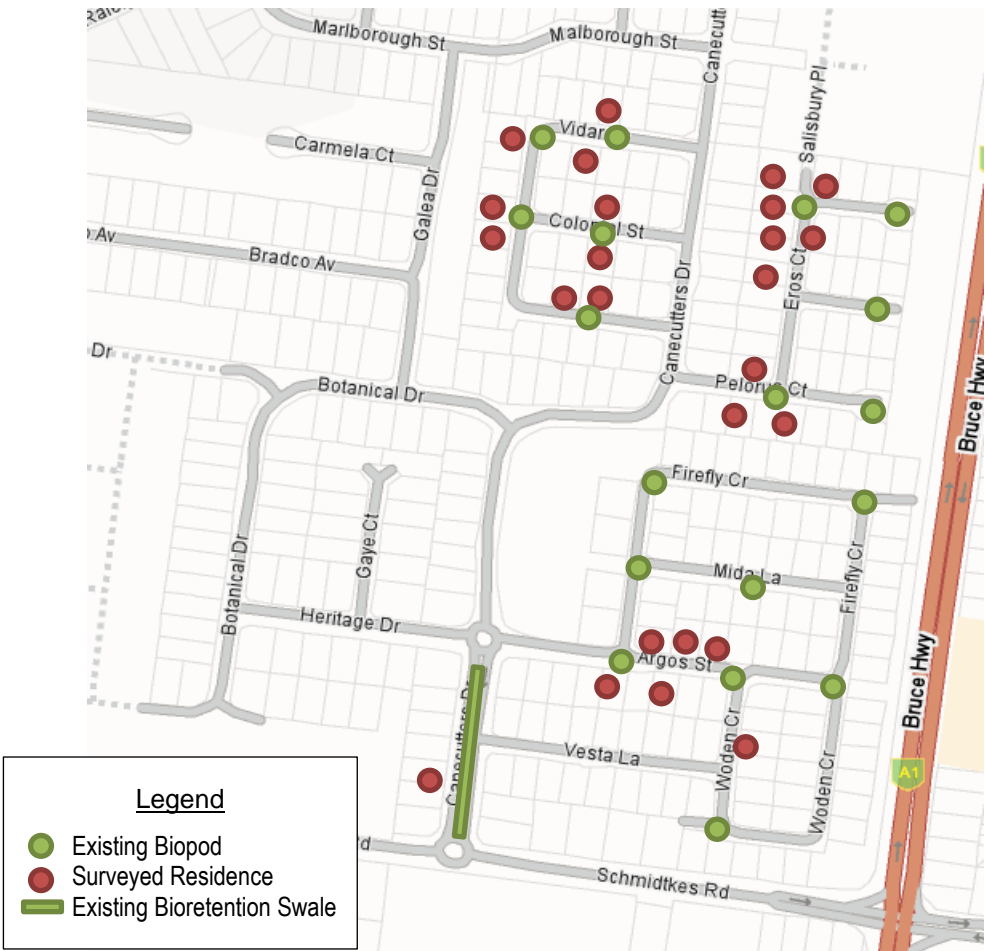 Marlborough St
Malborough St
Canecutt
Salisbury Pl
Vidar
Carmela Ct
Galea Dr
Colon l St
o Av
Bradco Av
Eros Ct
Canecutters Dr
Dr
Botanical Dr
Pelorus Ct
Bruce Hwy
Firefly Cr
Gaye Ct
Botanical Dr
Mida La
Firefly Cr
Heritage Dr
Argos St
Bruce Hwy
Canecutters Dr
Woden Cr
Vesta La
Woden Cr
A1
Rd
Schmidtkes Rd
Legend
Existing Biopod
Surveyed Residence
Existing Bioretention Swale